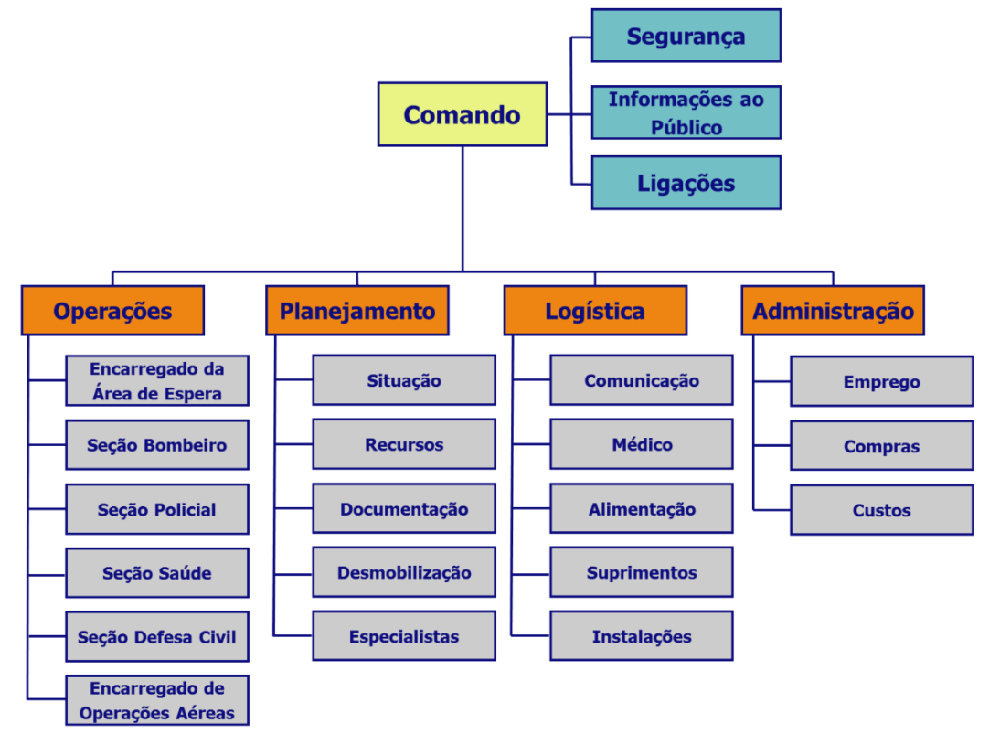 Segurança
Comando
Informações ao
Público
Ligações
Operações
Planejamento
Logística
Administração
Encarregado da
Área de Espera
Seção Bombeiro
Seção Policial
Seção Saúde
Seção Defesa Civil
Encarregado de
Operações Aéreas
Situação
Recursos
Documentação
Desmobilização
Especialistas
Comunicação
Médico
Alimentação
Suprimentos
Instalações
Emprego
Compras
Custos